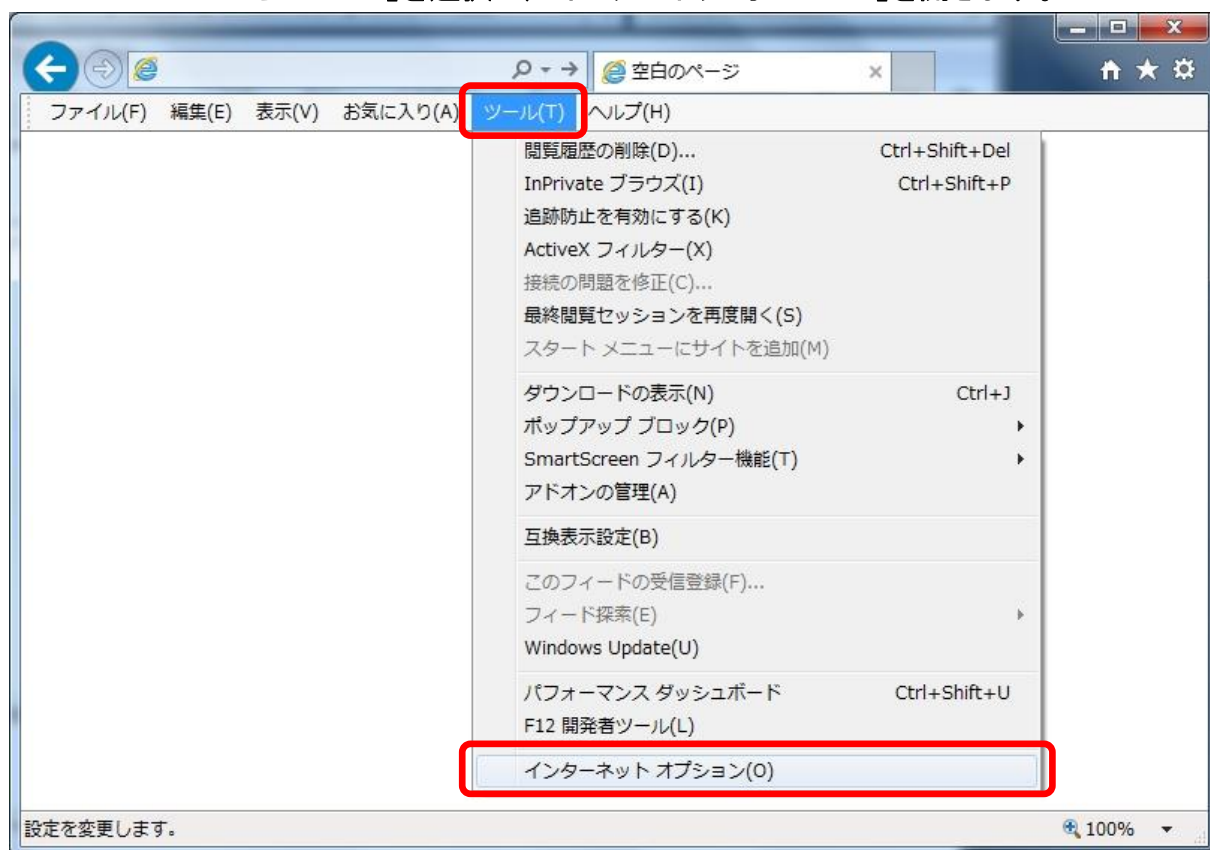 空白のページ
ファイル(F) 編集(E) 表示(V) お気に入り(A) ツール(T) ヘルプ(H)
閲覧履歴の削除(D)... Ctrl+Shift+Del
InPrivate ブラウズ(I) Ctrl+Shift+P
追跡防止を有効にする(K)
ActiveX フィルター(X)
接続の問題を修正(C)...
最終閲覧セッションを再度開く(S)
スタート メニューにサイトを追加(M)
ダウンロードの表示(N) Ctrl+J
ポップアップ ブロック(P)
SmartScreen フィルター機能(T)
アドオンの管理(A)
互換表示設定(B)
このフィードの受信登録(F)...
フィード探索(E)
Windows Update(U)
パフォーマンス ダッシュボード Ctrl+Shift+U
F12 開発者ツール(L)
インターネット オプション(O)
設定を変更します。 100%